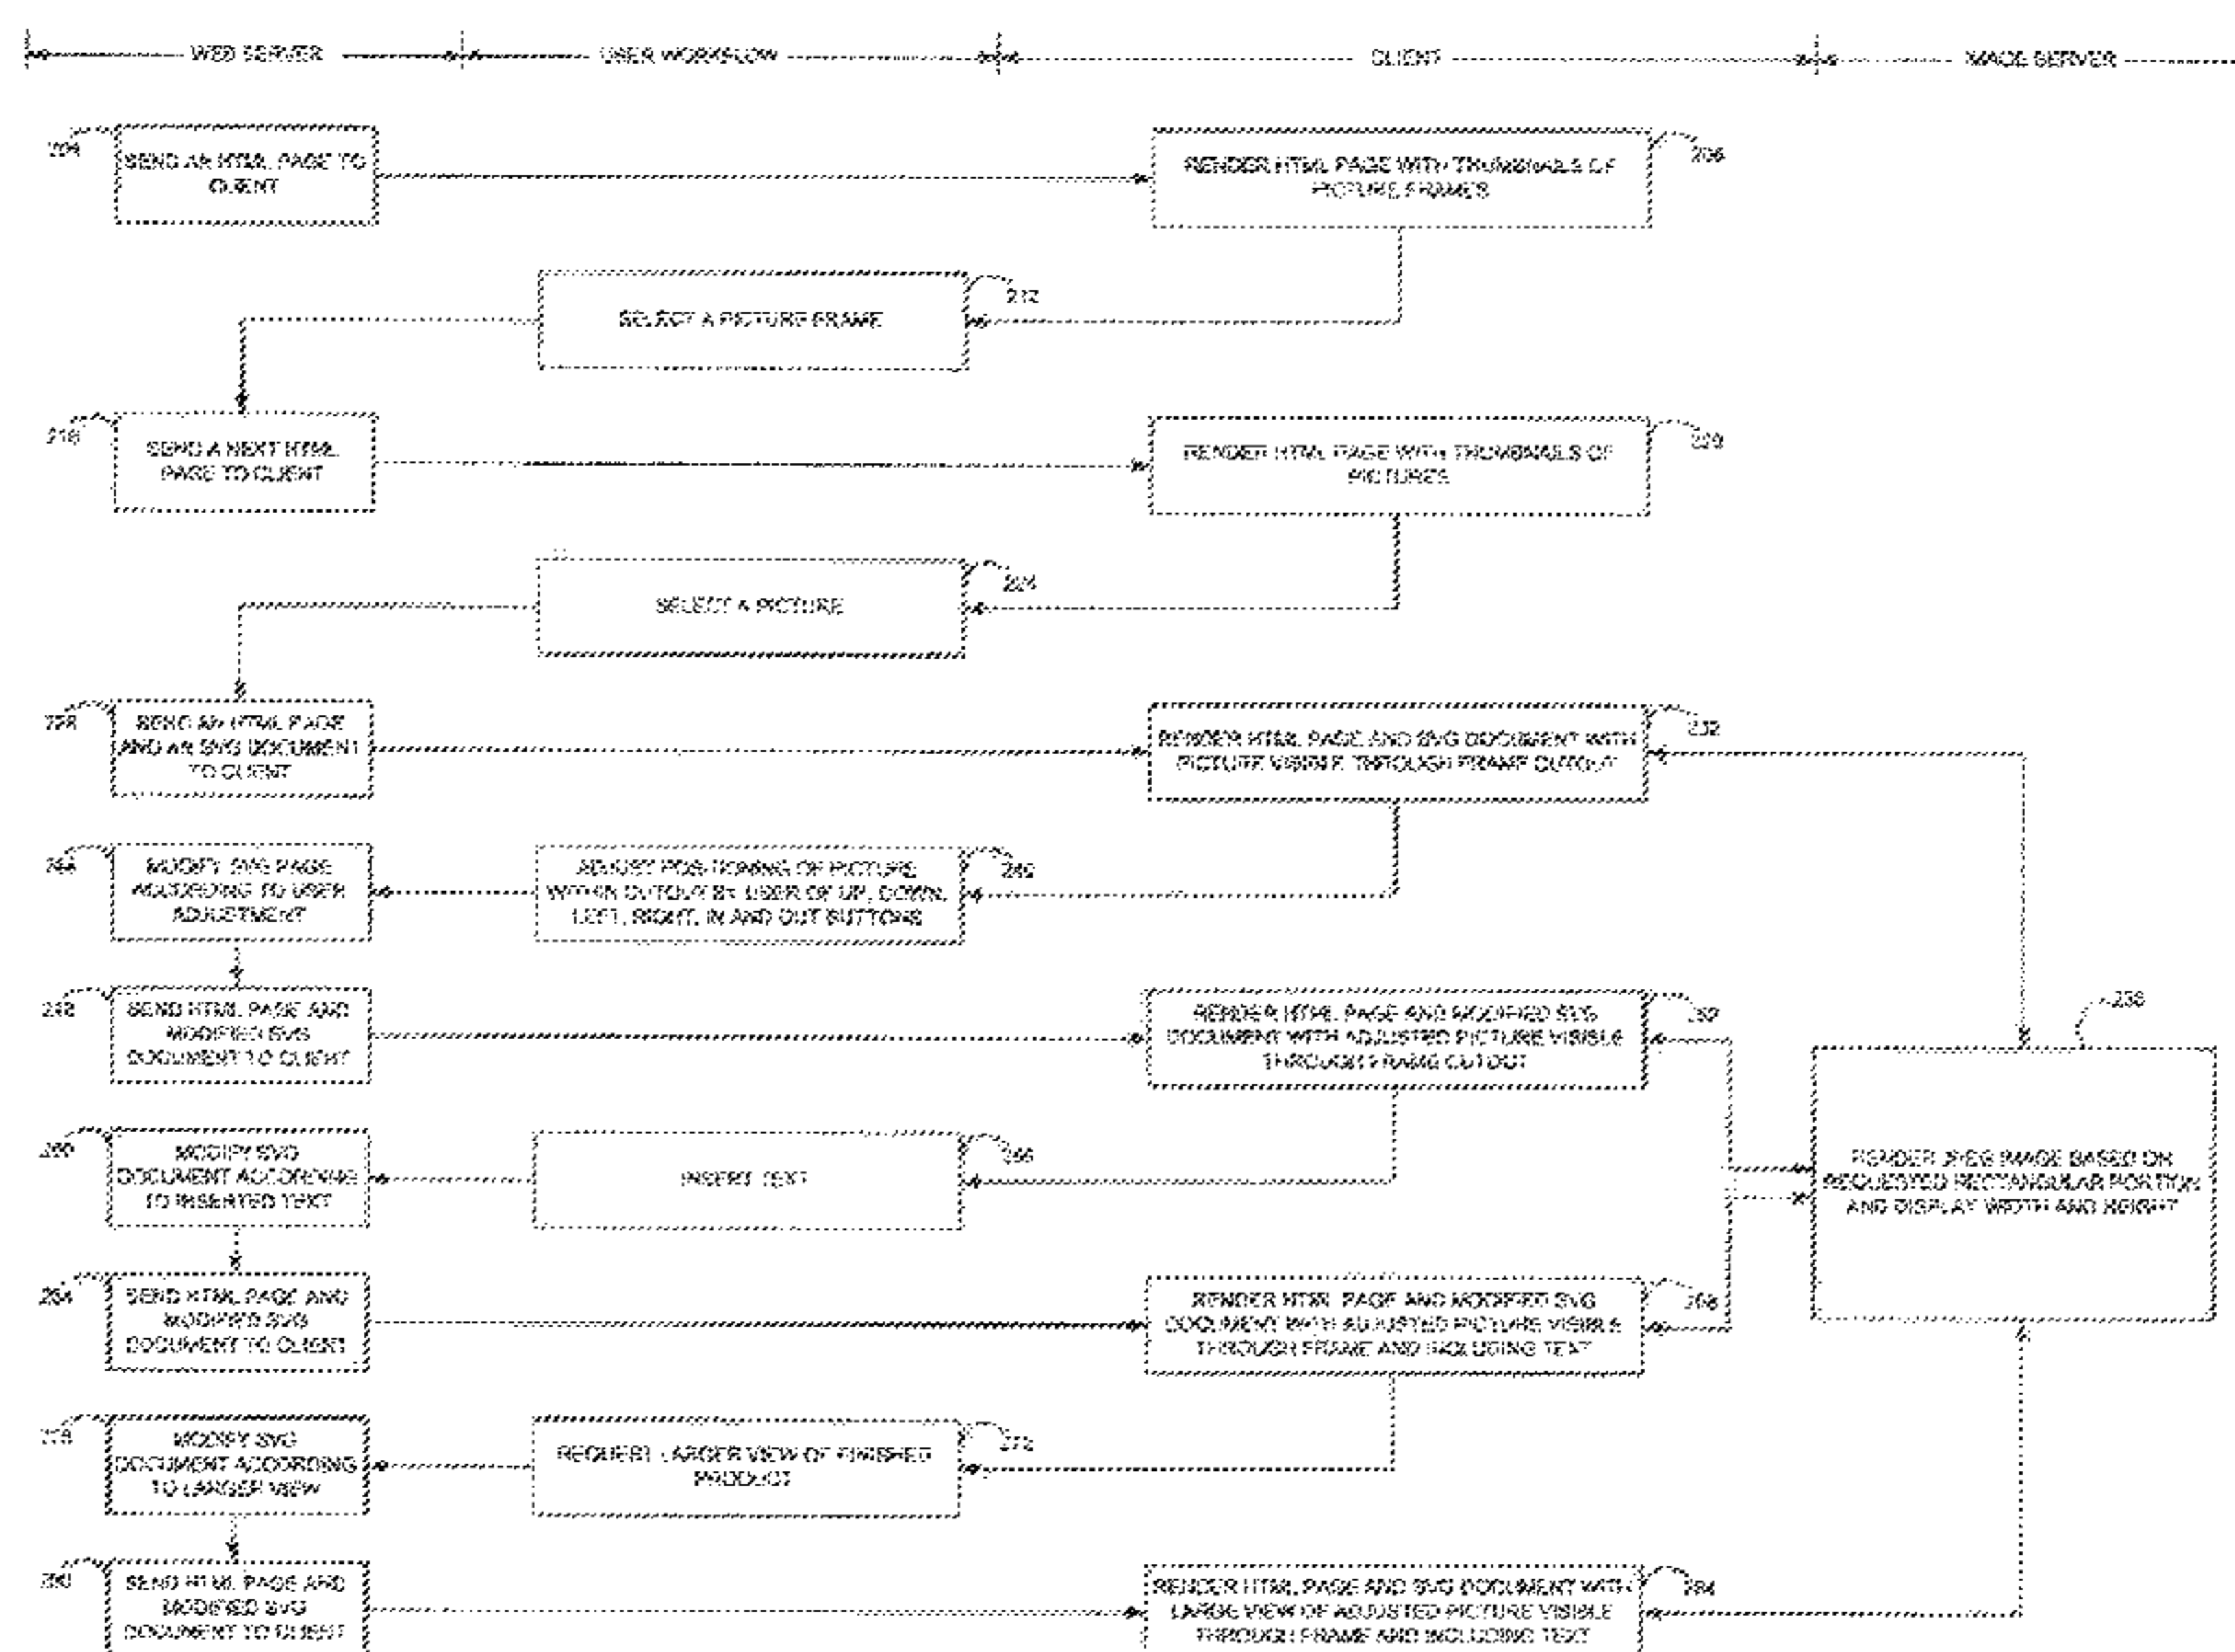 WEB SERVER
USER WORKFLOW
CLIENT
IMAGE SERVER
SEND AN HTML PAGE TO
CLIENT
RENDER HTML PAGE WITH THUMBNAILS OF
PICTURE FRAMES
206
SELECT A PICTURE FRAME
212
216
SEND A NEXT HTML
PAGE TO CLIENT
RENDER HTML PAGE WITH THUMBNAILS OF
PICTURES
SELECT A PICTURE
228
SEND AN HTML PAGE
AND AN SVG DOCUMENT
TO CLIENT
RENDER HTML PAGE AND SVG DOCUMENT WITH
PICTURE VISIBLE THROUGH FRAME CUTOUT
232
MODIFY SVG PAGE
ACCORDING TO USER
ADJUSTMENT
ADJUST POSITIONING OF PICTURE
WITHIN CUTOUT BY USER OF UP, DOWN,
LEFT, RIGHT, IN AND OUT BUTTONS
SEND HTML PAGE AND
MODIFIED SVG
DOCUMENT TO CLIENT
RENDER HTML PAGE AND MODIFIED SVG
DOCUMENT WITH ADJUSTED PICTURE VISIBLE
THROUGH FRAME CUTOUT
MODIFY SVG
DOCUMENT ACCORDING
TO INSERTED TEXT
INSERT TEXT
RENDER JPEG IMAGE BASED ON
REQUESTED RECTANGULAR PORTION
AND DISPLAY WIDTH AND HEIGHT
SEND HTML PAGE AND
MODIFIED SVG
DOCUMENT TO CLIENT
RENDER HTML PAGE AND MODIFIED SVG
DOCUMENT WITH ADJUSTED PICTURE VISIBLE
THROUGH FRAME AND INCLUDING TEXT
MODIFY SVG
DOCUMENT ACCORDING
TO LARGER VIEW
REQUEST LARGER VIEW OF FINISHED
PRODUCT
272
SEND HTML PAGE AND
MODIFIED SVG
DOCUMENT TO CLIENT
RENDER HTML PAGE AND SVG DOCUMENT WITH
LARGE VIEW OF ADJUSTED PICTURE VISIBLE
THROUGH FRAME AND INCLUDING TEXT
284